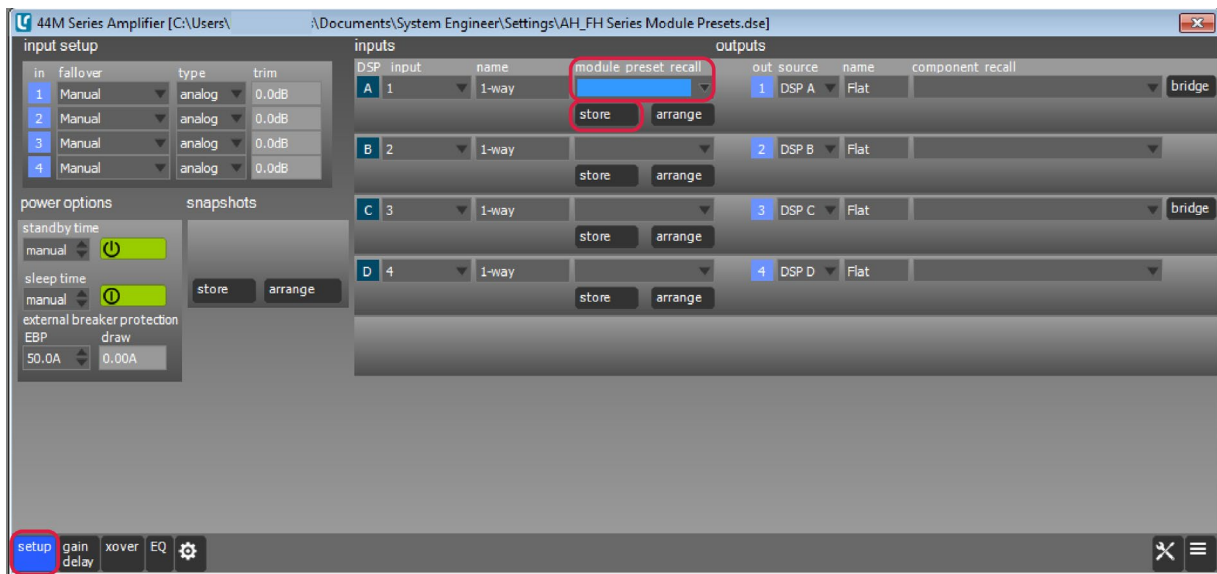 44M Series Amplifier [C:\Users\ :\Documents\System Engineer\Settings\AH_FH Series Module Presets.dse]
input setup
in fallover type trim
1 Manual analog 0.0dB
2 Manual analog 0.0dB
3 Manual analog 0.0dB
4 Manual analog 0.0dB
power options
standby time
manual
sleep time
manual
external breaker protection
EBP draw
50.0A 0.00A
snapshots
store arrange
inputs
DSP input name module preset recall
A 1 1-way
store arrange
B 2 1-way
store arrange
C 3 1-way
store arrange
D 4 1-way
store arrange
outputs
out source name component recall
1 DSP A Flat bridge
2 DSP B Flat
3 DSP C Flat bridge
4 DSP D Flat
setup gain delay xover EQ